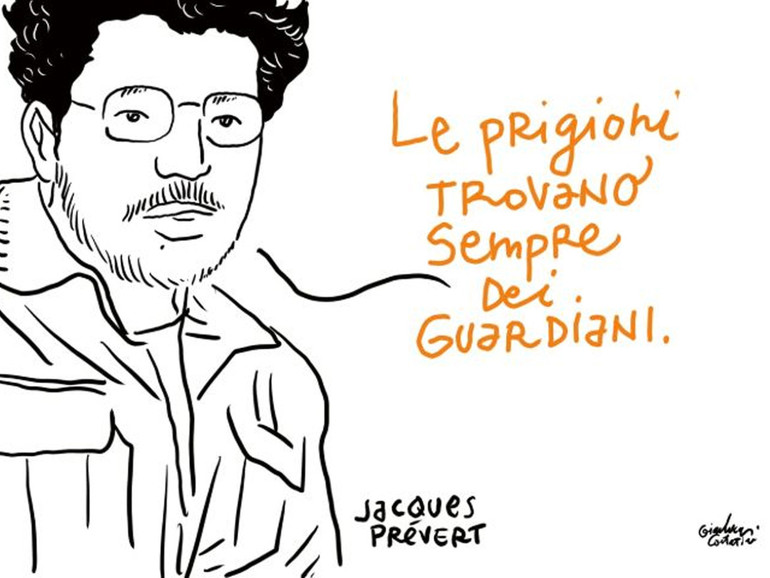 Le PRigioNi
TROVaNO
SemPRe
Dei
GUaRDiaNi.
JacQUes
PRéVeRT